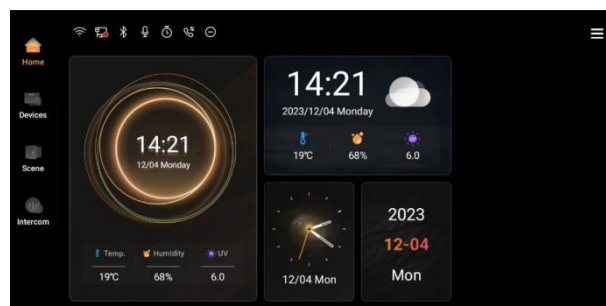 Home
Devices
Scene
Intercom
14:21
12/04 Monday
Temp. Humidity UV
19℃ 68% 6.0
14:21
2023/12/04 Monday
19℃ 68% 6.0
12/04 Mon
2023
12-04
Mon